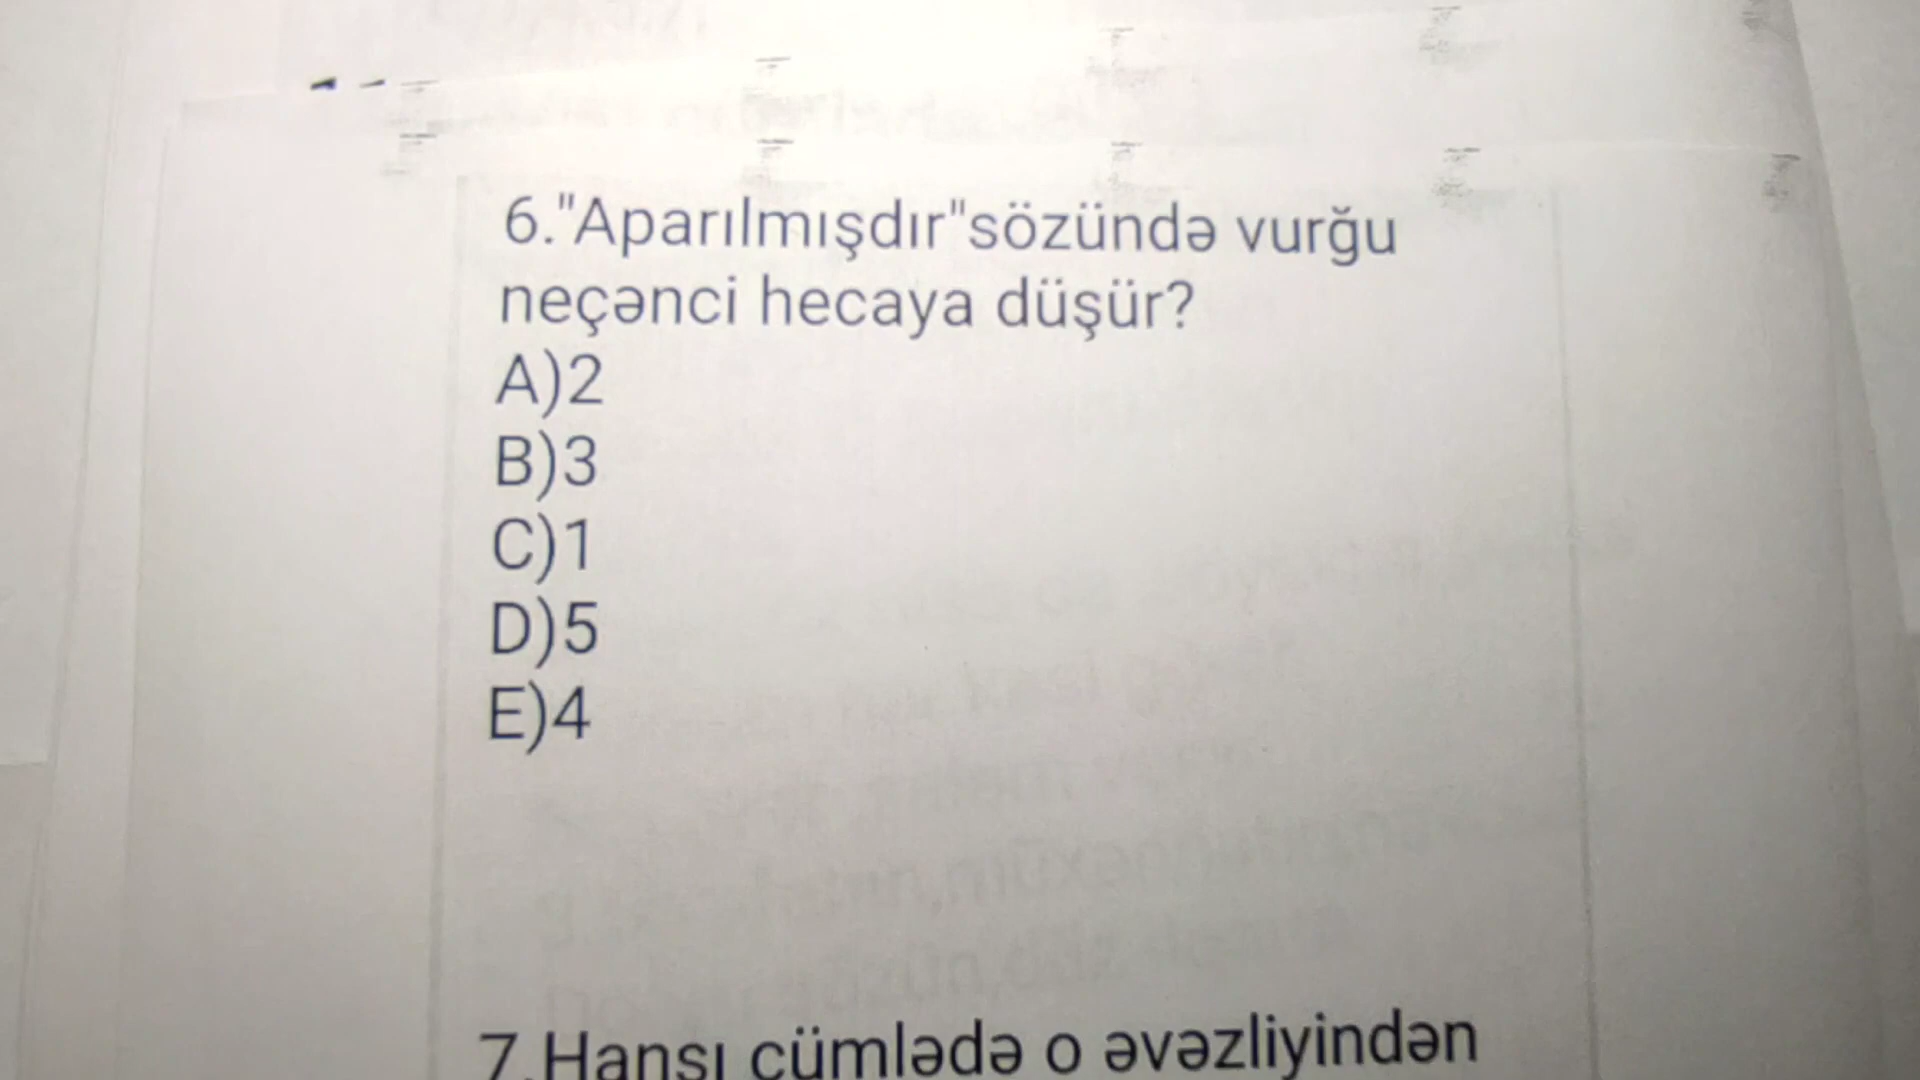 6."Aparılmışdır"sözündə vurğu
neçənci hecaya düşür?
A)2
B)3
C)1
D)5
E)4
7.Hansı cümlədə o əvəzliyindən